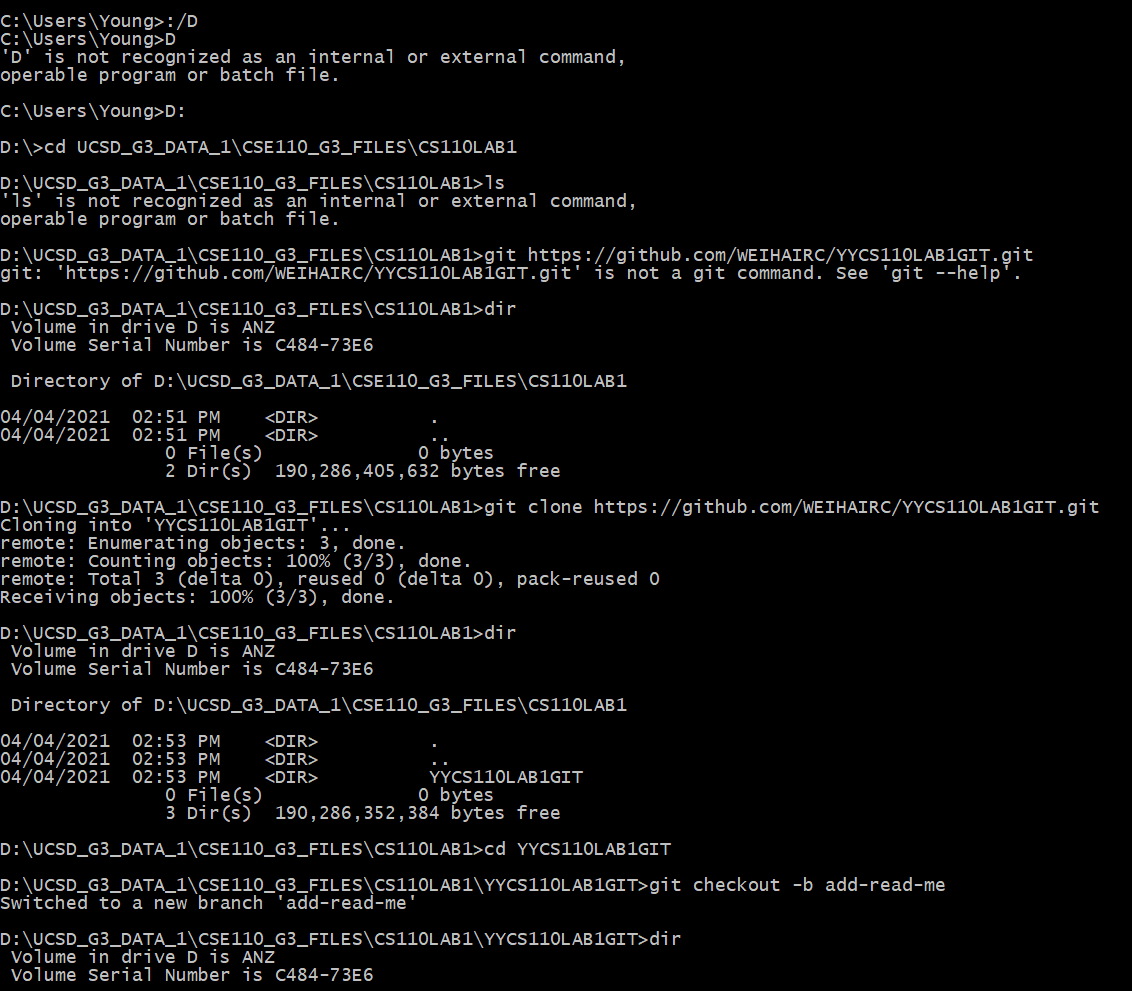 C:\Users\Young>:/D
C:\Users\Young>D
'D' is not recognized as an internal or external command,
operable program or batch file.
C:\Users\Young>D:
D:\>cd UCSD_G3_DATA_1\CSE110_G3_FILES\CS110LAB1
D:\UCSD_G3_DATA_1\CSE110_G3_FILES\CS110LAB1>ls
'ls' is not recognized as an internal or external command,
operable program or batch file.
D:\UCSD_G3_DATA_1\CSE110_G3_FILES\CS110LAB1>git https://github.com/WEIHAIRC/YYCS110LAB1GIT.git
git: 'https://github.com/WEIHAIRC/YYCS110LAB1GIT.git' is not a git command. See 'git --help'.
D:\UCSD_G3_DATA_1\CSE110_G3_FILES\CS110LAB1>dir
Volume in drive D is ANZ
Volume Serial Number is C484-73E6
Directory of D:\UCSD_G3_DATA_1\CSE110_G3_FILES\CS110LAB1
04/04/2021  02:51 PM    <DIR>          .
04/04/2021  02:51 PM    <DIR>          ..
0 File(s)              0 bytes
2 Dir(s)  190,286,405,632 bytes free
D:\UCSD_G3_DATA_1\CSE110_G3_FILES\CS110LAB1>git clone https://github.com/WEIHAIRC/YYCS110LAB1GIT.git
Cloning into 'YYCS110LAB1GIT'...
remote: Enumerating objects: 3, done.
remote: Counting objects: 100% (3/3), done.
remote: Total 3 (delta 0), reused 0 (delta 0), pack-reused 0
Receiving objects: 100% (3/3), done.
D:\UCSD_G3_DATA_1\CSE110_G3_FILES\CS110LAB1>dir
Volume in drive D is ANZ
Volume Serial Number is C484-73E6
Directory of D:\UCSD_G3_DATA_1\CSE110_G3_FILES\CS110LAB1
04/04/2021  02:53 PM    <DIR>          .
04/04/2021  02:53 PM    <DIR>          ..
04/04/2021  02:53 PM    <DIR>          YYCS110LAB1GIT
0 File(s)              0 bytes
3 Dir(s)  190,286,352,384 bytes free
D:\UCSD_G3_DATA_1\CSE110_G3_FILES\CS110LAB1>cd YYCS110LAB1GIT
D:\UCSD_G3_DATA_1\CSE110_G3_FILES\CS110LAB1\YYCS110LAB1GIT>git checkout -b add-read-me
Switched to a new branch 'add-read-me'
D:\UCSD_G3_DATA_1\CSE110_G3_FILES\CS110LAB1\YYCS110LAB1GIT>dir
Volume in drive D is ANZ
Volume Serial Number is C484-73E6